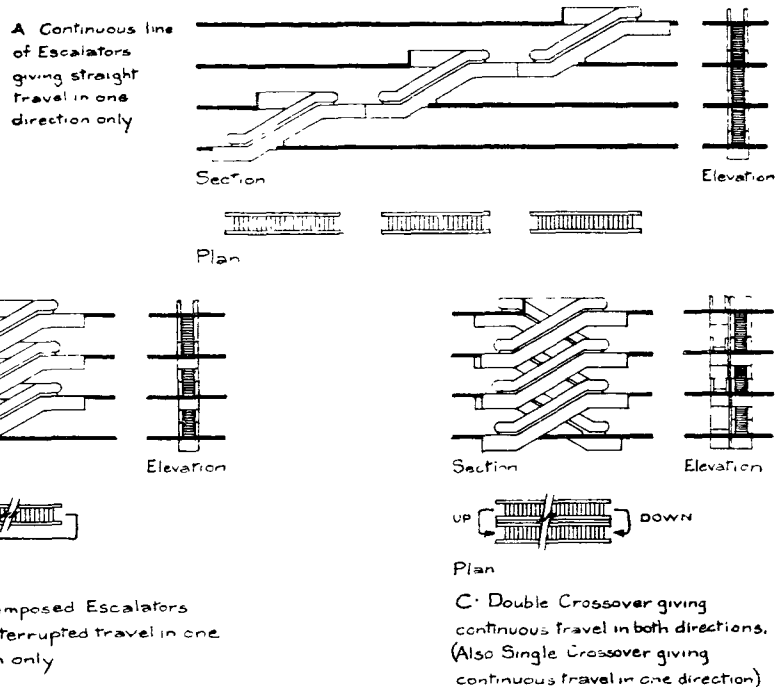 A Continuous line
of Escalators
giving straight
travel in one
direction only
Section
Elevation
Plan
Elevation
Section
Elevation
UP
DOWN
Plan
mposed Escalators
terrupted travel in one
n only
C. Double Crossover giving
continuous travel in both directions.
(Also Single Crossover giving
continuous travel in one direction)